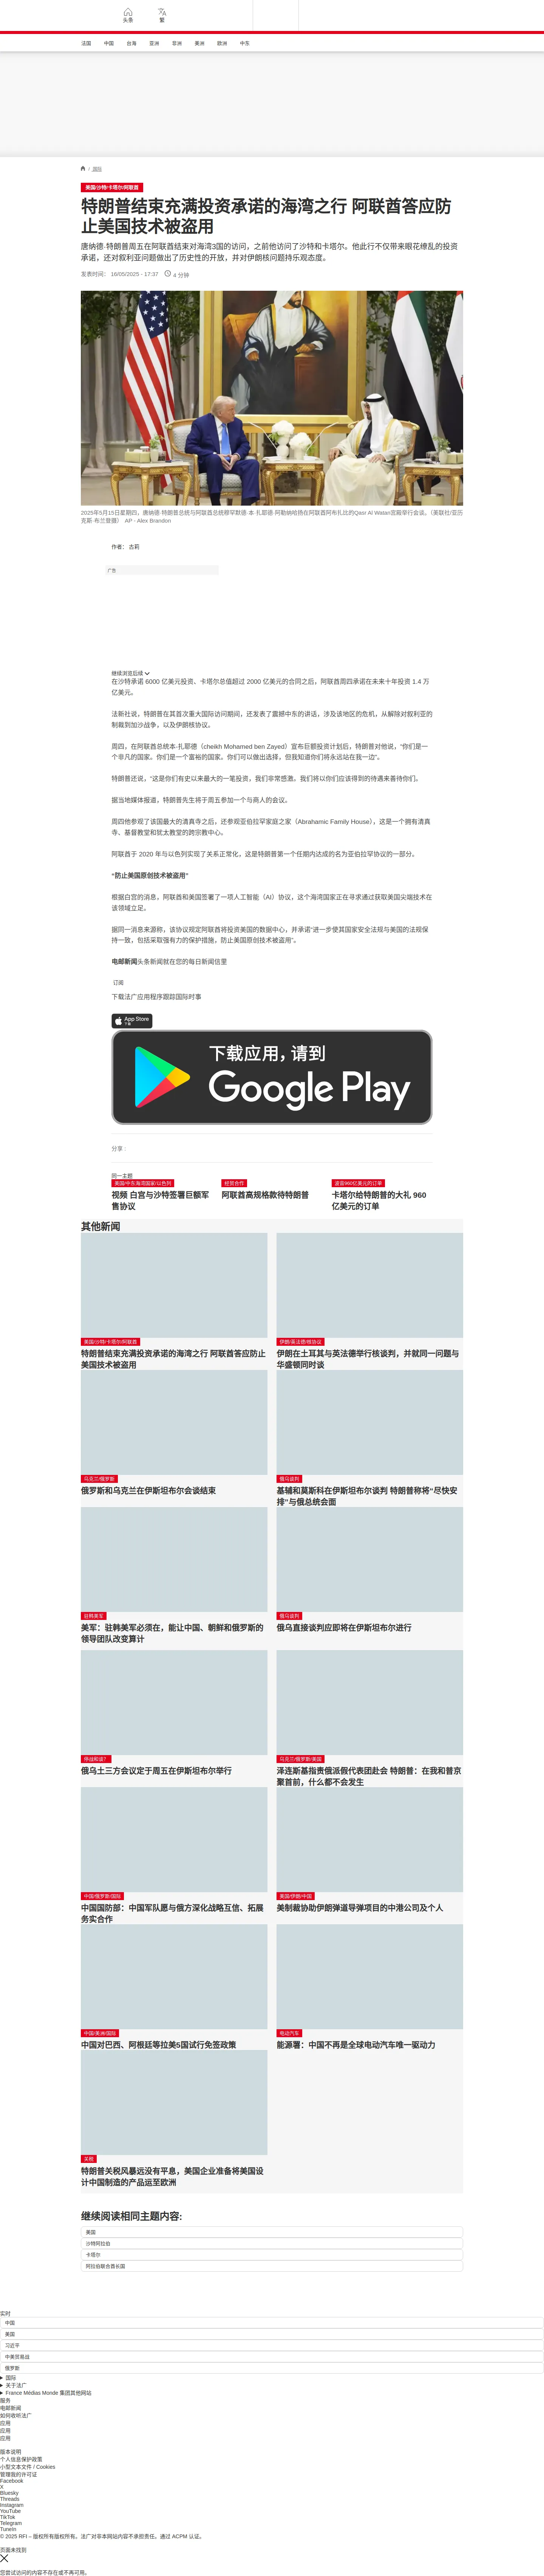 头条
繁
法国
中国
台海
亚洲
非洲
美洲
欧洲
中东
/ 国际
美国/沙特/卡塔尔/阿联酋
特朗普结束充满投资承诺的海湾之行 阿联酋答应防
止美国技术被盗用
唐纳德·特朗普周五在阿联酋结束对海湾3国的访问，之前他访问了沙特和卡塔尔。他此行不仅带来眼花缭乱的投资
承诺，还对叙利亚问题做出了历史性的开放，并对伊朗核问题持乐观态度。
发表时间： 16/05/2025 - 17:37
4 分钟
2025年5月15日星期四，唐纳德·特朗普总统与阿联酋总统穆罕默德·本·扎耶德·阿勒纳哈扬在阿联酋阿布扎比的Qasr Al Watan宫殿举行会谈。（美联社/亚历
克斯·布兰登摄） AP - Alex Brandon
作者： 古莉
广告
继续浏览后续
在沙特承诺 6000 亿美元投资、卡塔尔总值超过 2000 亿美元的合同之后，阿联酋周四承诺在未来十年投资 1.4 万
亿美元。
法新社说，特朗普在其首次重大国际访问期间，还发表了震撼中东的讲话，涉及该地区的危机，从解除对叙利亚的
制裁到加沙战争，以及伊朗核协议。
周四，在阿联酋总统本·扎耶德（cheikh Mohamed ben Zayed）宣布巨额投资计划后，特朗普对他说，“你们是一
个非凡的国家。你们是一个富裕的国家。你们可以做出选择，但我知道你们将永远站在我一边”。
特朗普还说，“这是你们有史以来最大的一笔投资，我们非常感激。我们将以你们应该得到的待遇来善待你们。
据当地媒体报道，特朗普先生将于周五参加一个与商人的会议。
周四他参观了该国最大的清真寺之后，还参观亚伯拉罕家庭之家（Abrahamic Family House），这是一个拥有清真
寺、基督教堂和犹太教堂的跨宗教中心。
阿联酋于 2020 年与以色列实现了关系正常化，这是特朗普第一个任期内达成的名为亚伯拉罕协议的一部分。
“防止美国原创技术被盗用”
根据白宫的消息，阿联酋和美国签署了一项人工智能（AI）协议，这个海湾国家正在寻求通过获取美国尖端技术在
该领域立足。
据同一消息来源称，该协议规定阿联酋将投资美国的数据中心，并承诺“进一步使其国家安全法规与美国的法规保
持一致，包括采取强有力的保护措施，防止美国原创技术被盗用”。
电邮新闻头条新闻就在您的每日新闻信里
订阅
下载法广应用程序跟踪国际时事
App Store
下载
下载应用，请到
Google Play
分享 :
同一主题
美国/中东海湾国家/以色列
视频 白宫与沙特签署巨额军
售协议
经贸合作
阿联酋高规格款待特朗普
波音960亿美元的订单
卡塔尔给特朗普的大礼 960
亿美元的订单
其他新闻
美国/沙特/卡塔尔/阿联酋
特朗普结束充满投资承诺的海湾之行 阿联酋答应防止
美国技术被盗用
伊朗/英法德/核协议
伊朗在土耳其与英法德举行核谈判，并就同一问题与
华盛顿同时谈
乌克兰/俄罗斯
俄罗斯和乌克兰在伊斯坦布尔会谈结束
俄乌谈判
基辅和莫斯科在伊斯坦布尔谈判 特朗普称将“尽快安
排”与俄总统会面
驻韩美军
美军：驻韩美军必须在，能让中国、朝鲜和俄罗斯的
领导团队改变算计
俄乌谈判
俄乌直接谈判应即将在伊斯坦布尔进行
停战和谈？
俄乌土三方会议定于周五在伊斯坦布尔举行
乌克兰/俄罗斯/美国
泽连斯基指责俄派假代表团赴会 特朗普：在我和普京
聚首前，什么都不会发生
中国/俄罗斯/国际
中国国防部：中国军队愿与俄方深化战略互信、拓展
务实合作
美国/伊朗/中国
美制裁协助伊朗弹道导弹项目的中港公司及个人
中国/美洲/国际
中国对巴西、阿根廷等拉美5国试行免签政策
电动汽车
能源署：中国不再是全球电动汽车唯一驱动力
关税
特朗普关税风暴远没有平息，美国企业准备将美国设
计中国制造的产品运至欧洲
继续阅读相同主题内容:
美国
沙特阿拉伯
卡塔尔
阿拉伯联合酋长国
实时
中国
美国
习近平
中美贸易战
俄罗斯
国际
关于法广
France Médias Monde 集团其他网站
服务
电邮新闻
如何收听法广
应用
应用
应用
版本说明
个人信息保护政策
小型文本文件 / Cookies
管理我的许可证
Facebook
X
Bluesky
Threads
Instagram
YouTube
TikTok
Telegram
TuneIn
© 2025 RFI – 版权所有版权所有。法广对非本网站内容不承担责任。通过 ACPM 认证。
页面未找到
您尝试访问的内容不存在或不再可用。